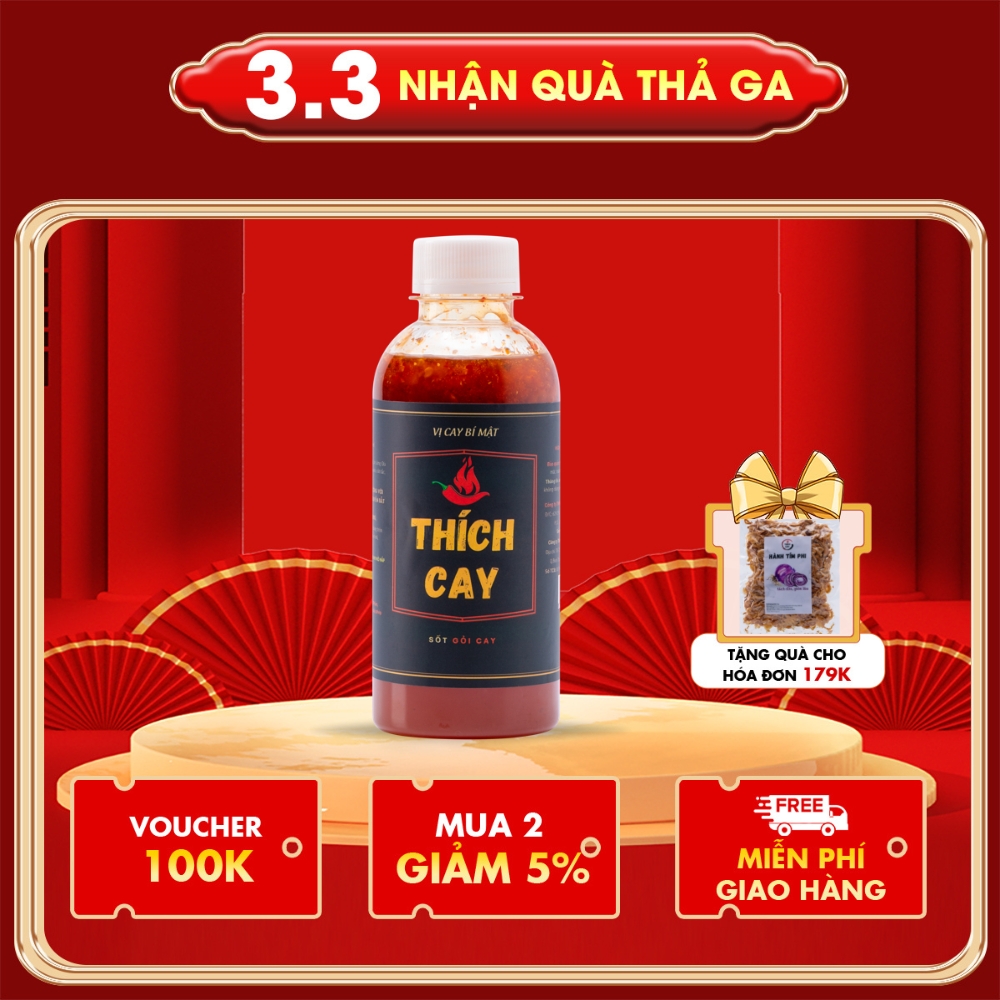 3.3 NHẬN QUÀ THẢ GA
VỊ CAY BÍ MẬT
THÍCH
CAY
SỐT GỎI CAY
HÀNH TÍM PHI
TẶNG QUÀ CHO
HÓA ĐƠN 179K
VOUCHER
100K
MUA 2
GIẢM 5%
FREE
MIỄN PHÍ
GIAO HÀNG